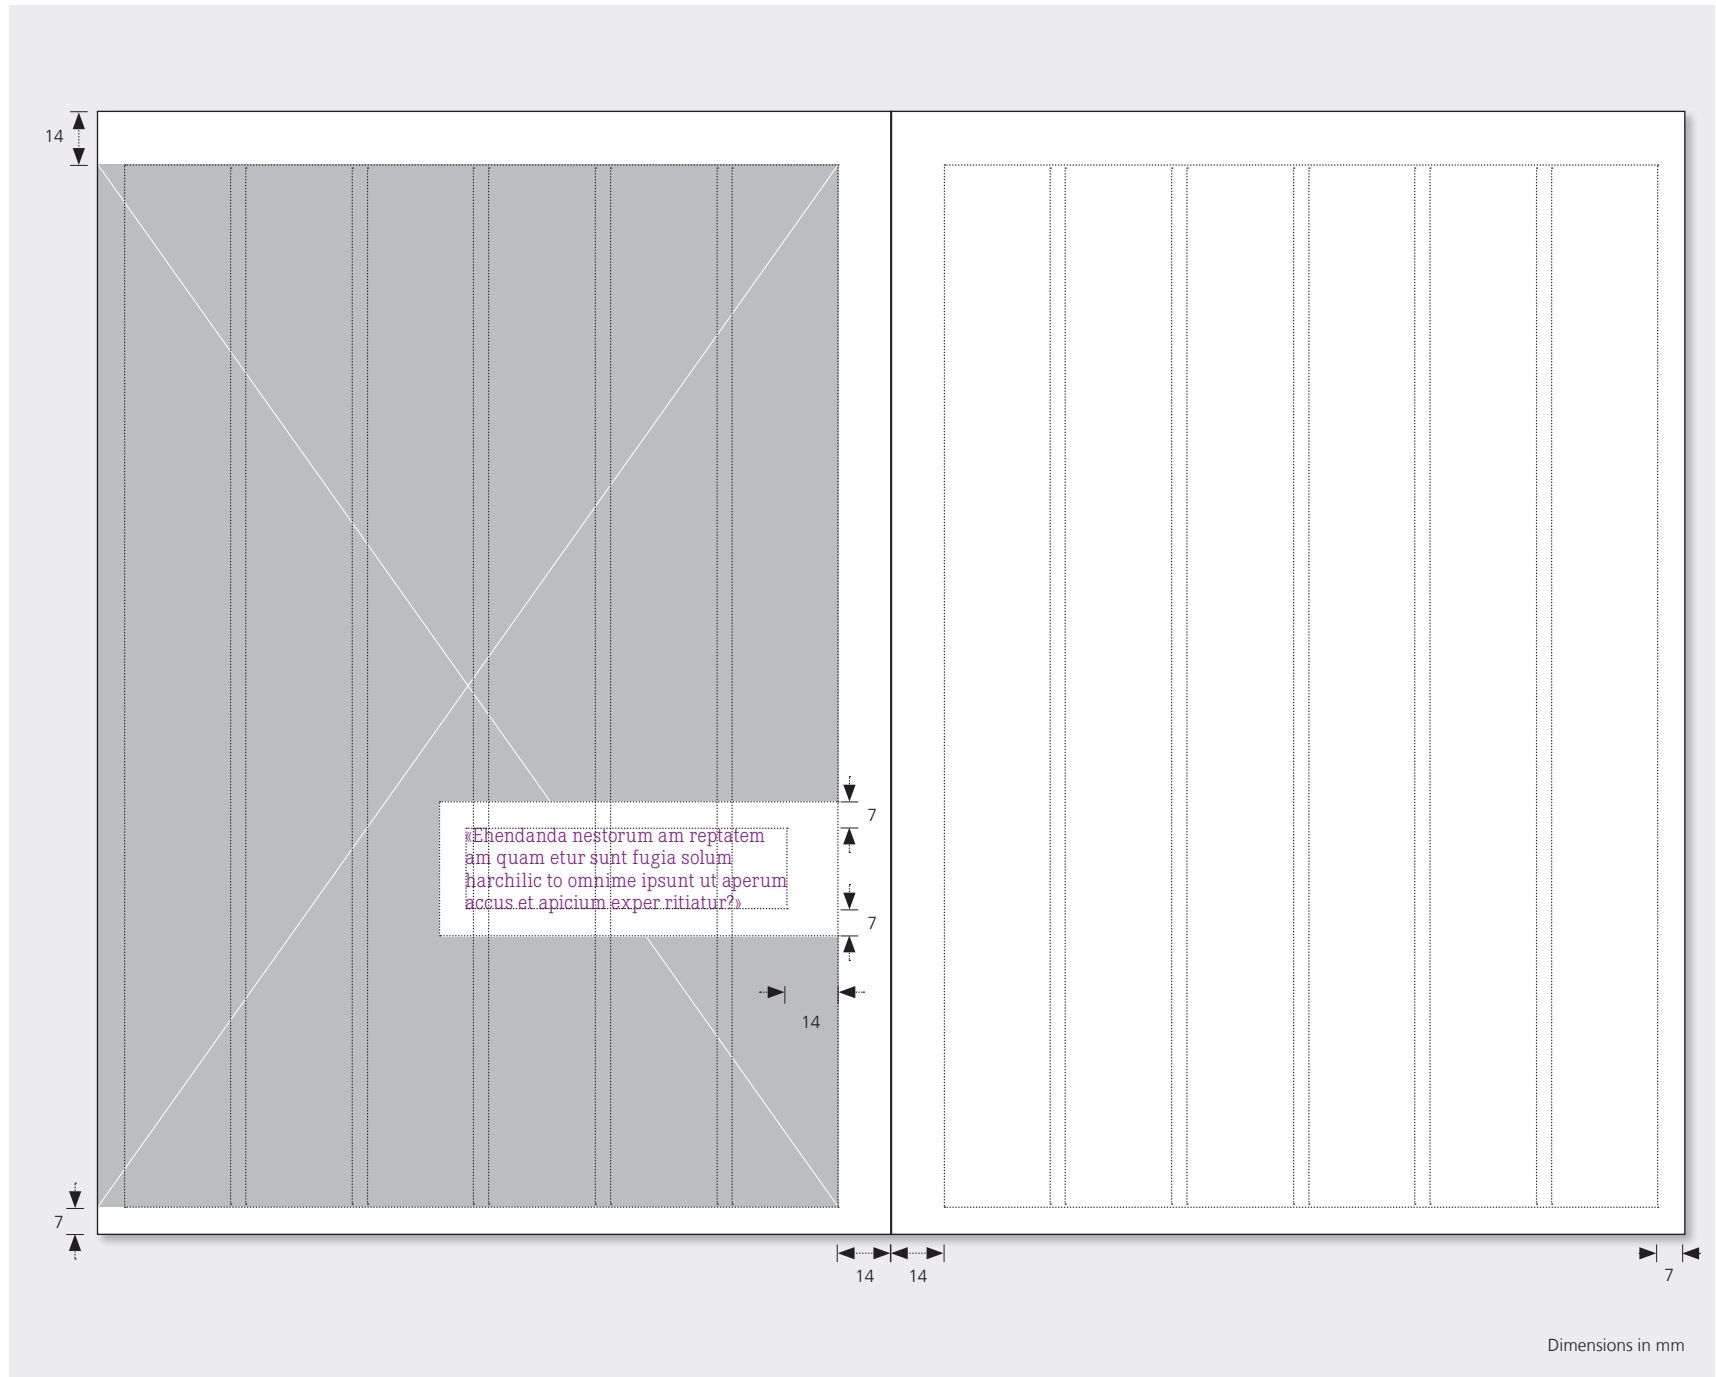 14
7
«Ehendanda nestorum am reptatem
am quam etur sunt fugia solum
harchilic to omnime ipsunt ut aperum
accus et apicium exper ritiatur?»
7
14
7
14
14
7
Dimensions in mm